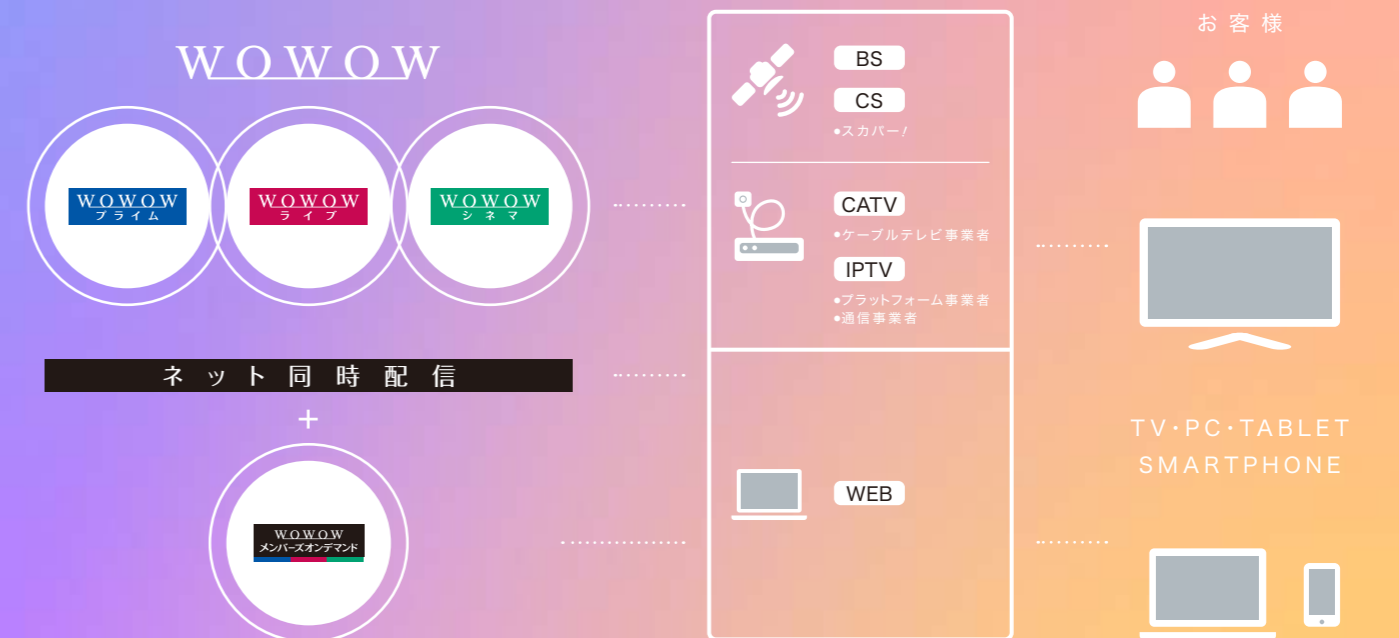 WOWOW
WOWOW
プライム
WOWOW
ライブ
WOWOW
シネマ
ネット同時配信
+
WOWOW
メンバーズオンデマンド
BS
CS
●スカパー!
CATV
●ケーブルテレビ事業者
IPTV
●プラットフォーム事業者
●通信事業者
WEB
お客様
TV・PC・TABLET
SMARTPHONE